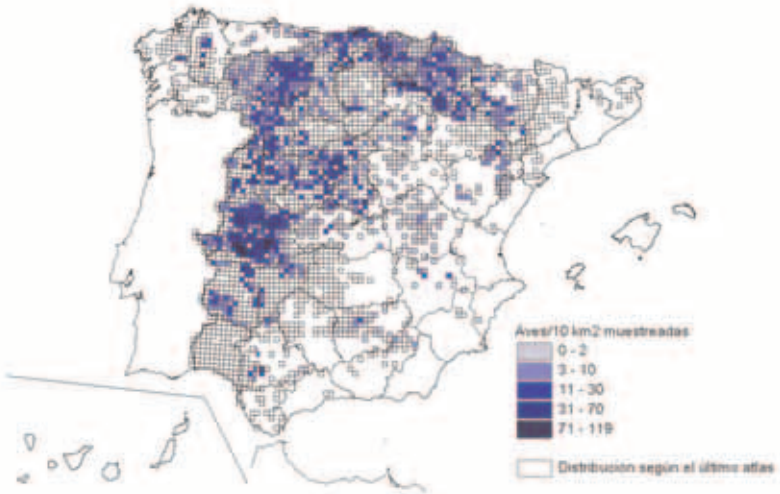 Aves/10 km2 muestreadas
0 - 2
3 - 10
11 - 30
31 - 70
71 - 119
Distribución según el último atlas